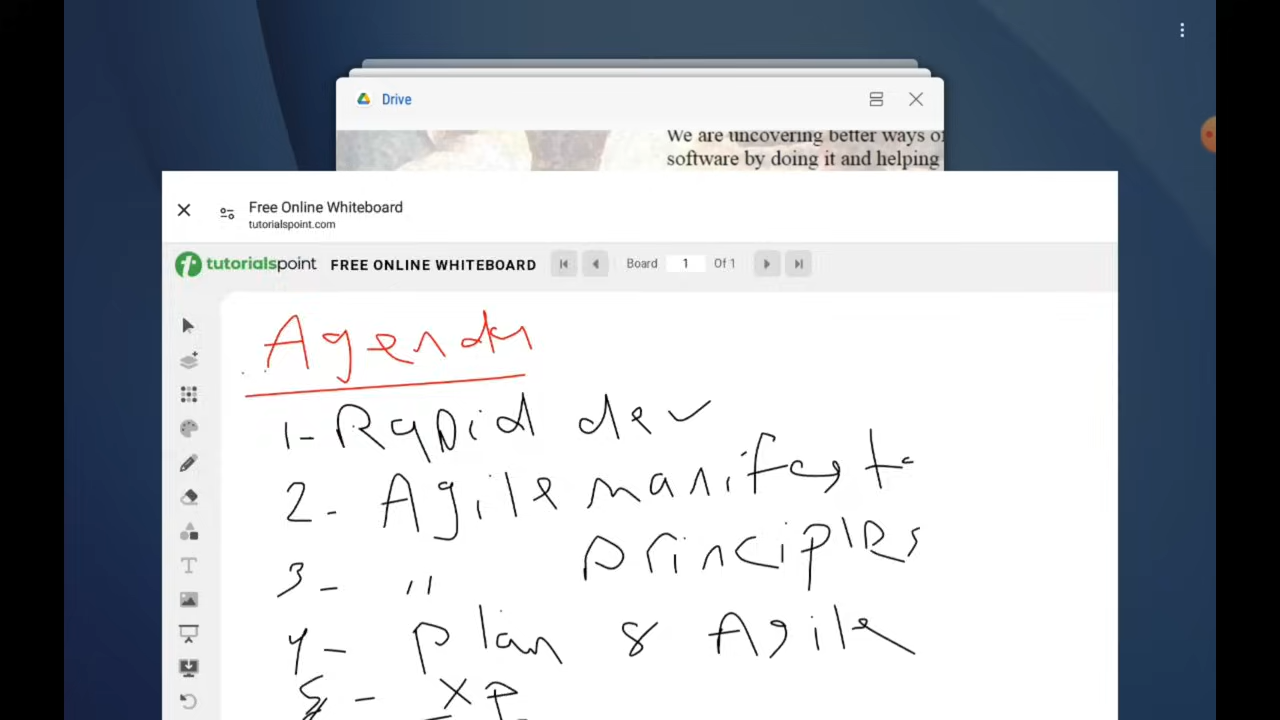 Drive
We are uncovering better ways of
software by doing it and helping
Free Online Whiteboard
tutorialspoint.com
tutorialspoint FREE ONLINE WHITEBOARD Board 1 Of 1
Agenda
1- Rapid dev
2- Agile manifesto
3- " principles
4- plan & Agile
5- XP